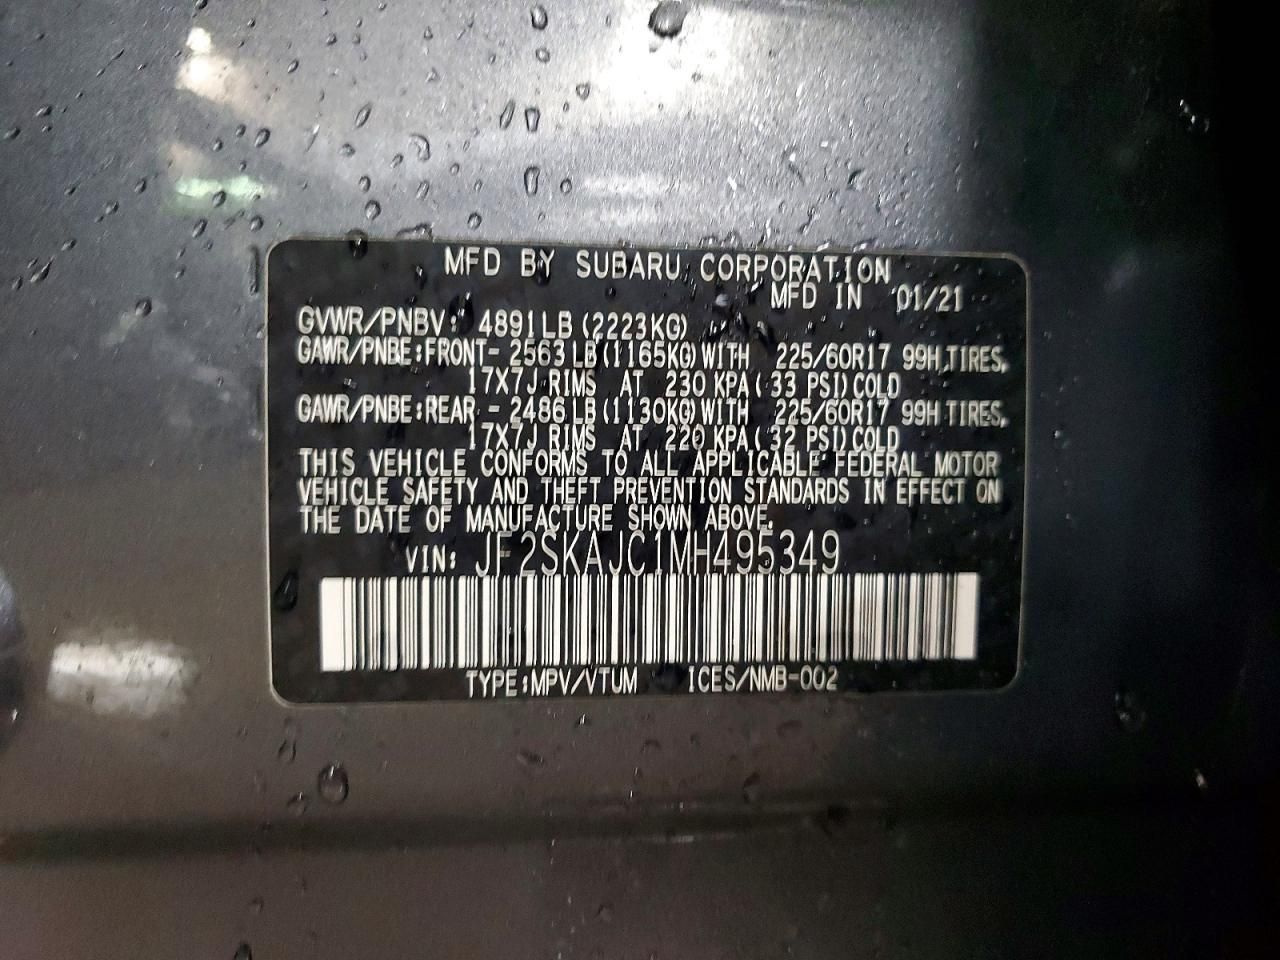 MFD BY SUBARU CORPORATION
MFD IN 01/21
GVWR/PNBV: 4891LB (2223KG)
GAWR/PNBE:FRONT- 2563LB(1165KG)WITH 225/60R17 99H TIRES,
17X7J RIMS AT 230 KPA( 33 PSI)COLD
GAWR/PNBE:REAR - 2486LB(1130KG)WITH 225/60R17 99H TIRES,
17X7J RIMS AT 220 KPA( 32 PSI)COLD
THIS VEHICLE CONFORMS TO ALL APPLICABLE FEDERAL MOTOR
VEHICLE SAFETY AND THEFT PREVENTION STANDARDS IN EFFECT ON
THE DATE OF MANUFACTURE SHOWN ABOVE.
VIN: JF2SKAJC1MH495349
TYPE:MPV/VTUM ICES/NMB-002